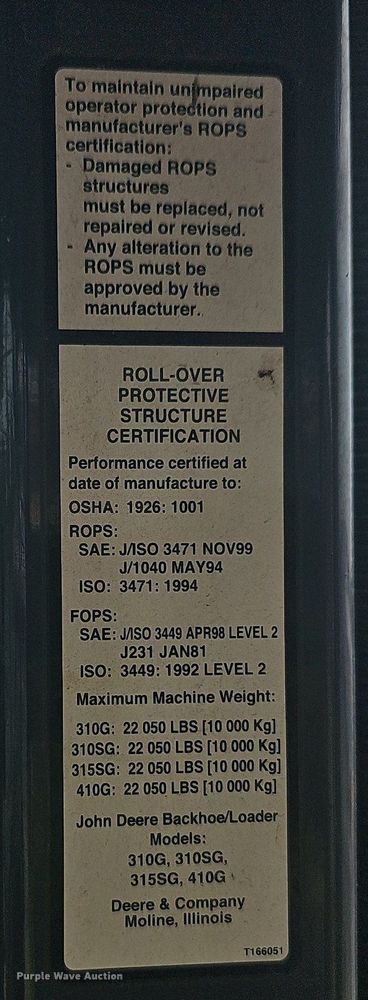 To maintain unimpaired
operator protection and
manufacturer's ROPS
certification:
- Damaged ROPS
structures
must be replaced, not
repaired or revised.
- Any alteration to the
ROPS must be
approved by the
manufacturer.
ROLL-OVER
PROTECTIVE
STRUCTURE
CERTIFICATION
Performance certified at
date of manufacture to:
OSHA: 1926: 1001
ROPS:
SAE: J/ISO 3471 NOV99
J/1040 MAY94
ISO: 3471: 1994
FOPS:
SAE: J/ISO 3449 APR98 LEVEL 2
J231 JAN81
ISO: 3449: 1992 LEVEL 2
Maximum Machine Weight:
310G: 22 050 LBS [10 000 Kg]
310SG: 22 050 LBS [10 000 Kg]
315SG: 22 050 LBS [10 000 Kg]
410G: 22 050 LBS [10 000 Kg]
John Deere Backhoe/Loader
Models:
310G, 310SG,
315SG, 410G
Deere & Company
Moline, Illinois
T166051
Purple Wave Auction